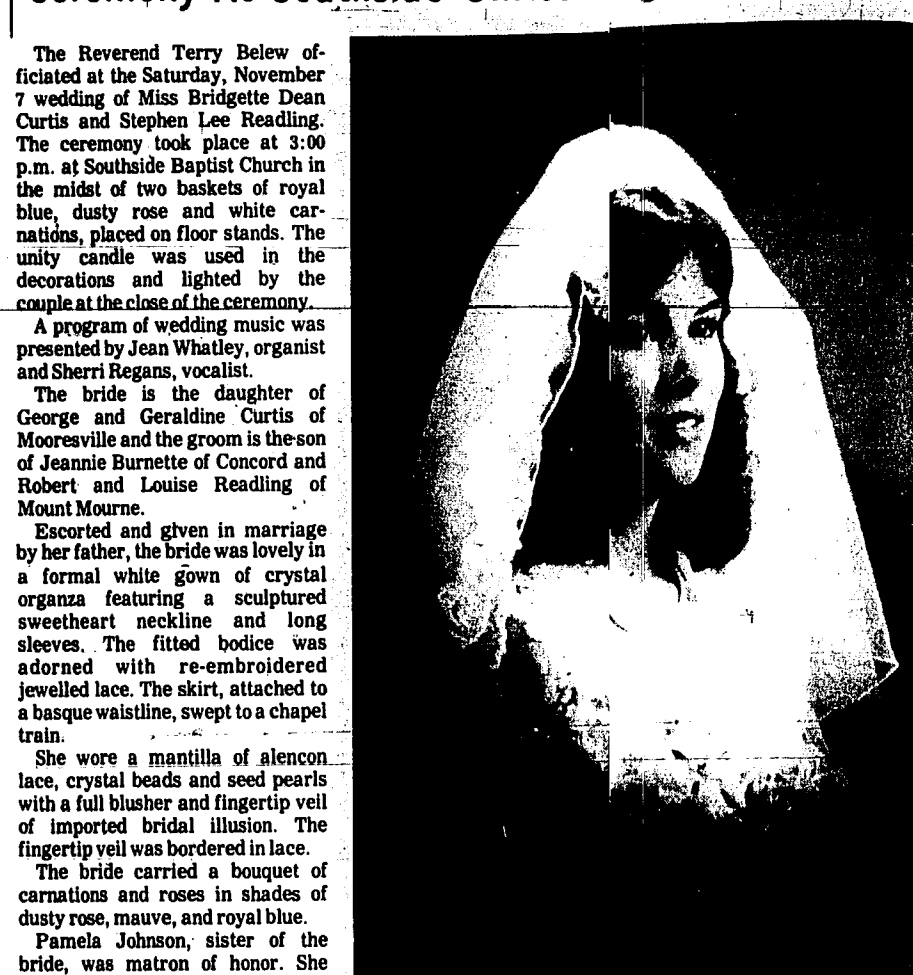 The Reverend Terry Belew of-
ficiated at the Saturday, November
7 wedding of Miss Bridgette Dean
Curtis and Stephen Lee Readling.
The ceremony took place at 3:00
p.m. at Southside Baptist Church in
the midst of two baskets of royal
blue, dusty rose and white car-
nations, placed on floor stands. The
unity candle was used in the
decorations and lighted by the
couple at the close of the ceremony.
A program of wedding music was
presented by Jean Whatley, organist
and Sherri Regans, vocalist.
The bride is the daughter of
George and Geraldine Curtis of
Mooresville and the groom is the son
of Jeannie Burnette of Concord and
Robert and Louise Readling of
Mount Mourne.
Escorted and given in marriage
by her father, the bride was lovely in
a formal white gown of crystal
organza featuring a sculptured
sweetheart neckline and long
sleeves. The fitted bodice was
adorned with re-embroidered
jewelled lace. The skirt, attached to
a basque waistline, swept to a chapel
train.
She wore a mantilla of alencon
lace, crystal beads and seed pearls
with a full blusher and fingertip veil
of imported bridal illusion. The
fingertip veil was bordered in lace.
The bride carried a bouquet of
carnations and roses in shades of
dusty rose, mauve, and royal blue.
Pamela Johnson, sister of the
bride, was matron of honor. She